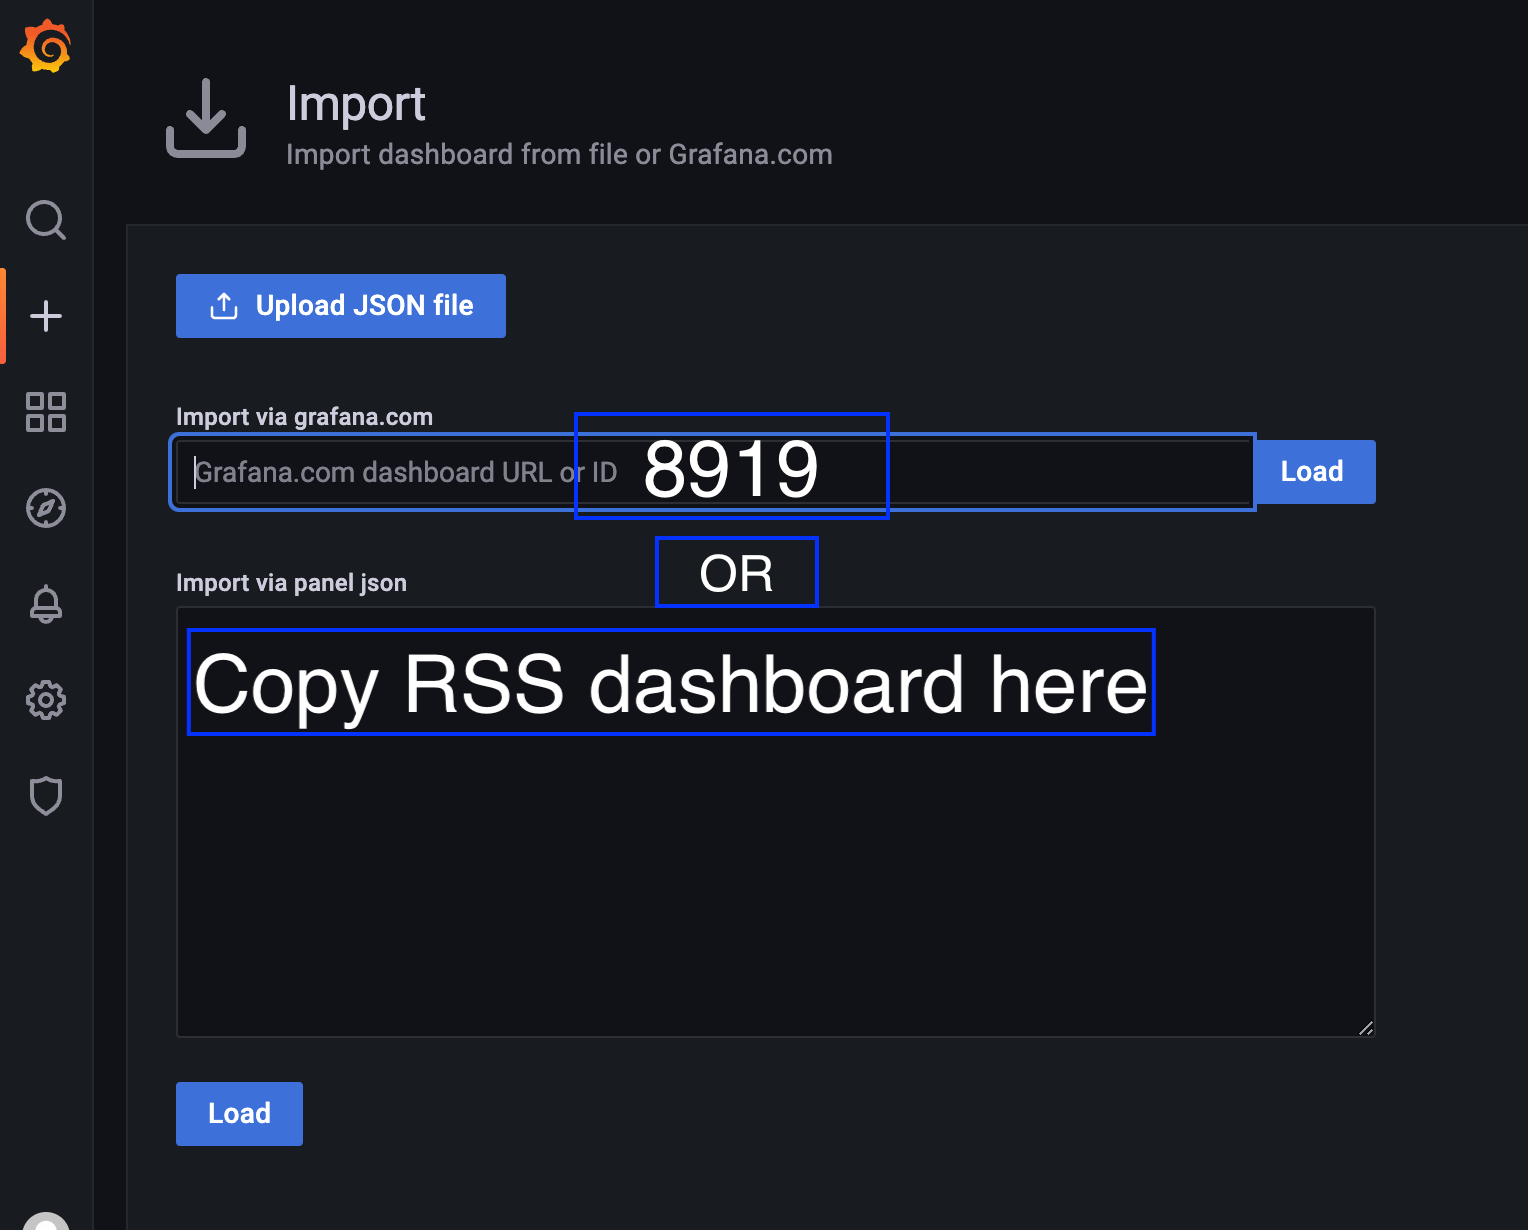 Import
Import dashboard from file or Grafana.com
Upload JSON file
Import via grafana.com
Grafana.com dashboard URL or ID
8919
Load
OR
Import via panel json
Copy RSS dashboard here
Load